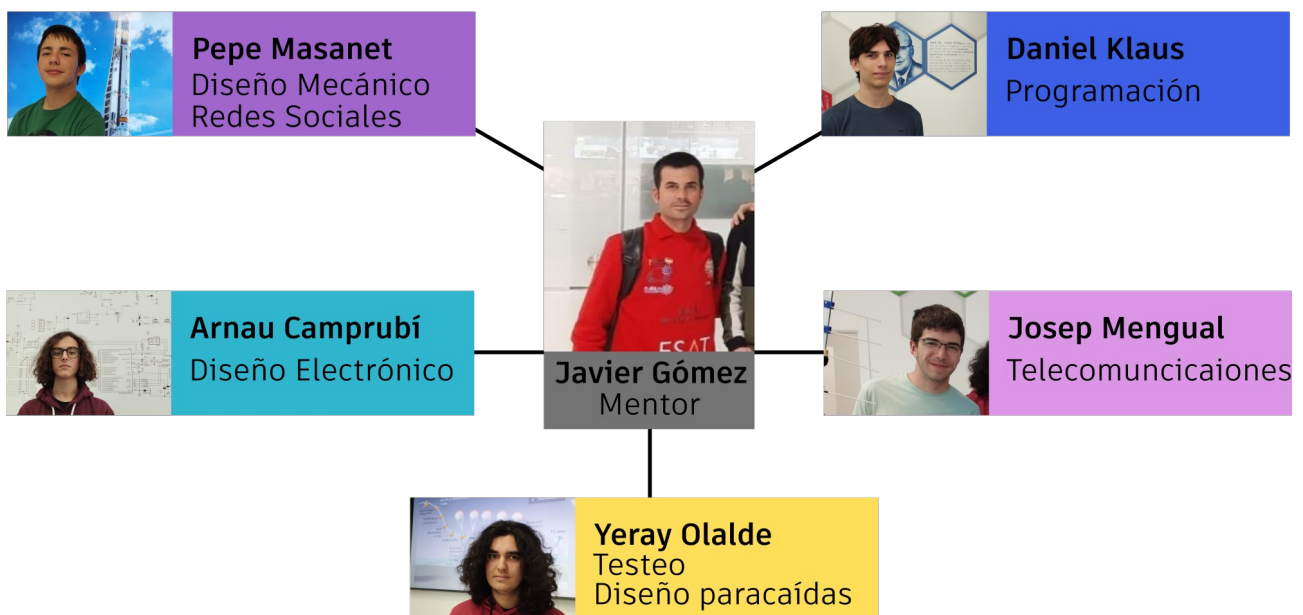 Pepe Masanet
Diseño Mecánico
Redes Sociales
Daniel Klaus
Programación
Javier Gómez
Mentor
ESAT
Arnau Camprubí
Diseño Electrónico
Josep Mengual
Telecomuncicaiones
Yeray Olalde
Testeo
Diseño paracaídas